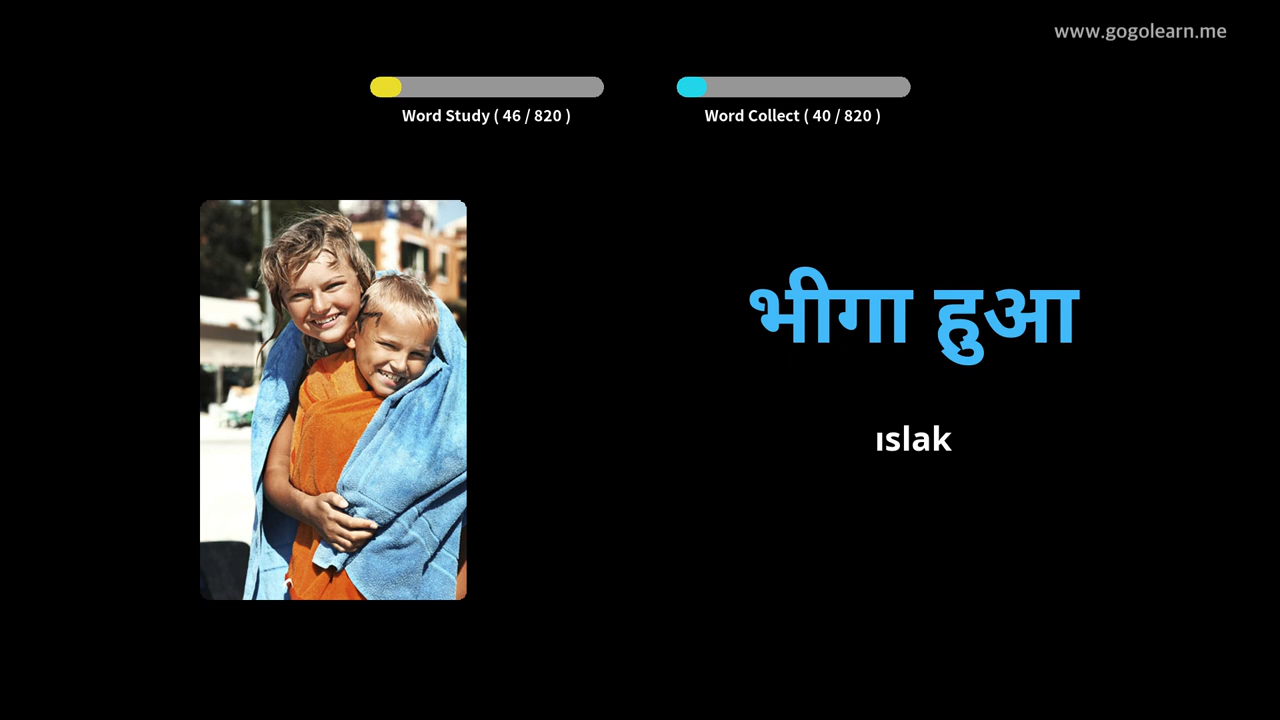 www.gogolearn.me
Word Study ( 46 / 820 )
Word Collect ( 40 / 820 )
भीगा हुआ
ıslak